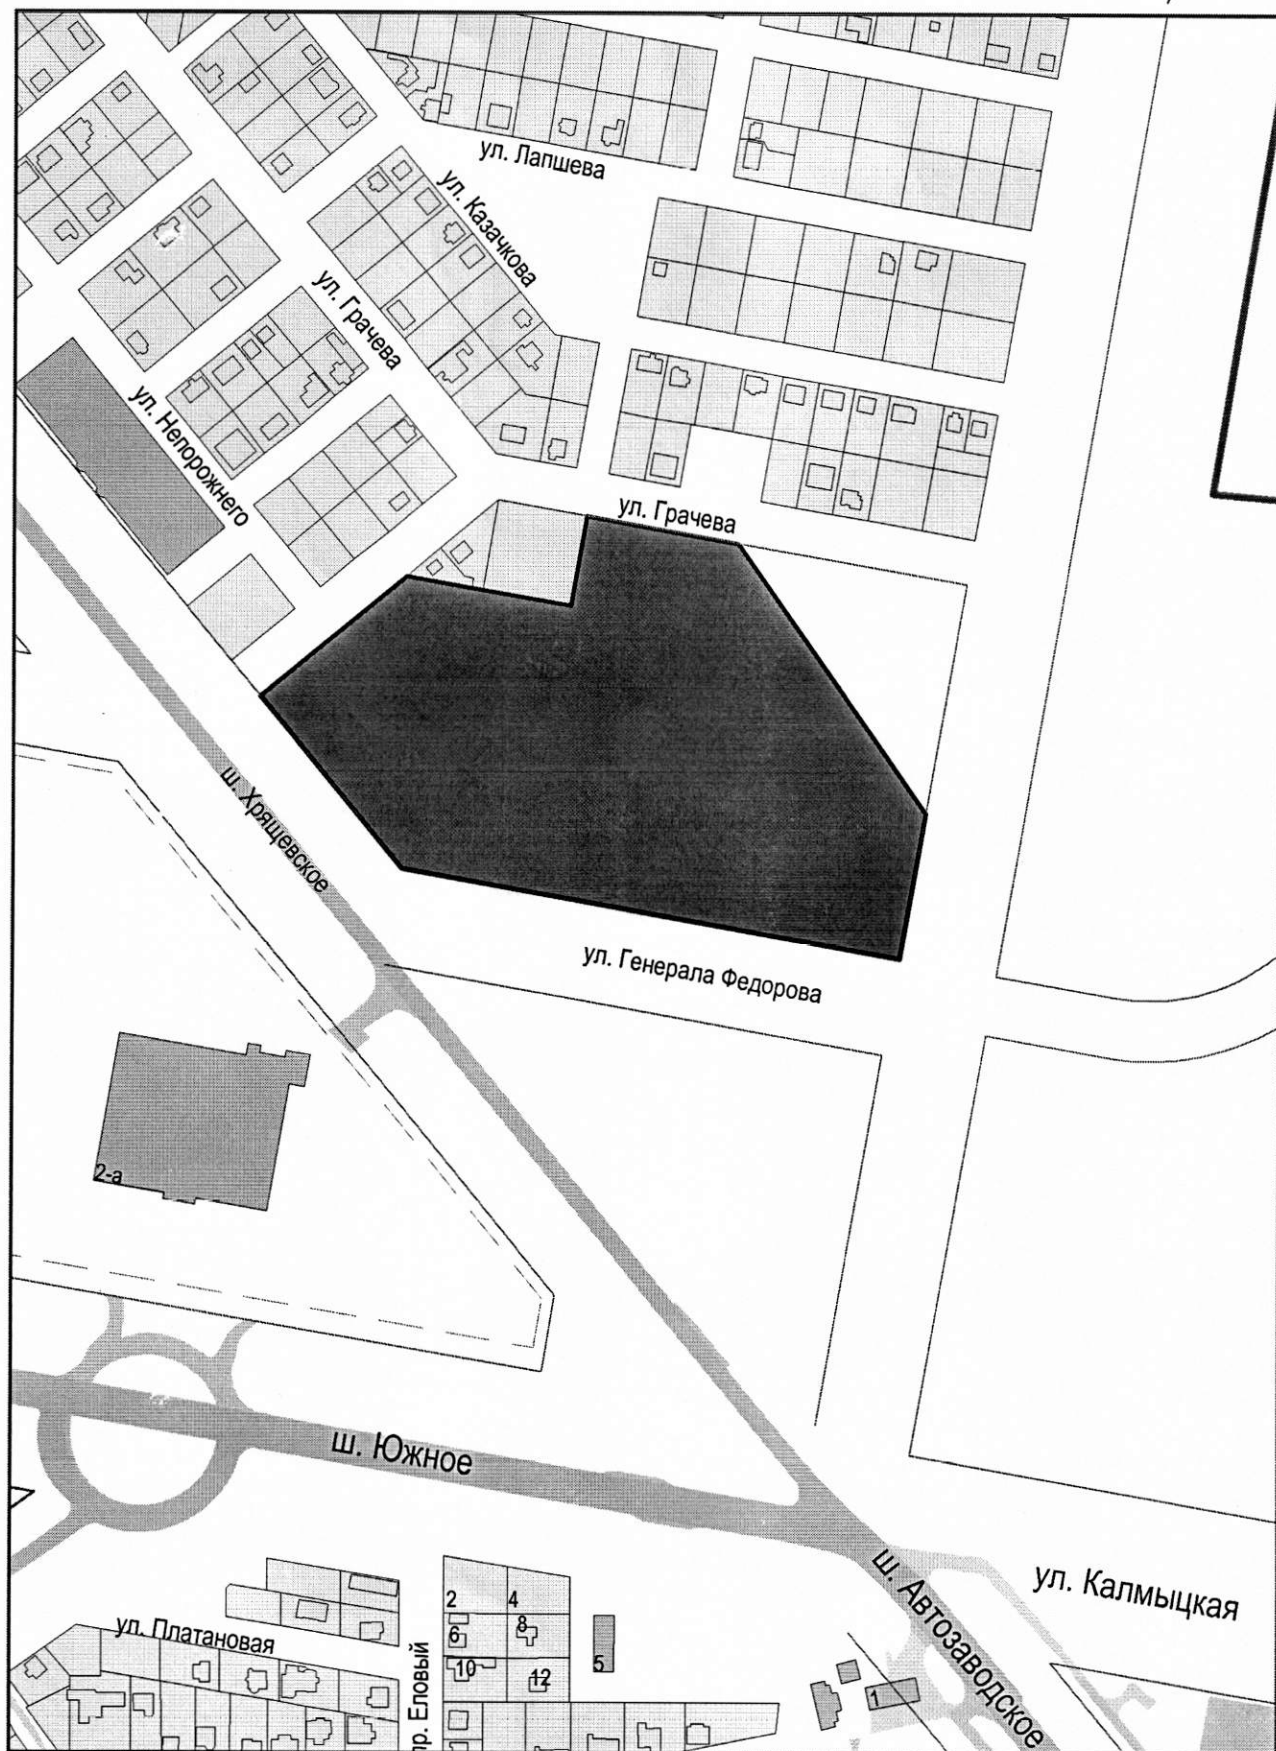 ул. Лапшева
ул. Казачкова
ул. Грачева
ул. Непорожнего
ул. Грачева
ш. Хрящевское
ул. Генерала Федорова
2-а
ш. Южное
ш. Автозаводское
ул. Калмыцкая
2
4
6
8
10
12
5
1
ул. Платановая
пр. Еловый